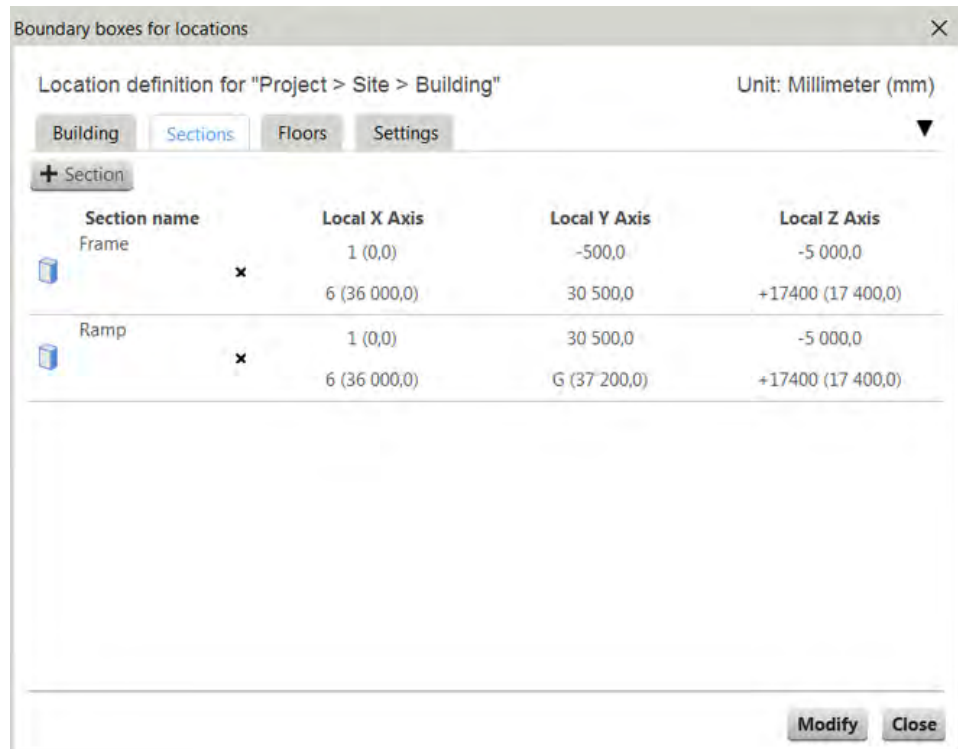 Boundary boxes for locations
Location definition for "Project > Site > Building" Unit: Millimeter (mm)
Building Sections Floors Settings
+ Section
Section name Local X Axis Local Y Axis Local Z Axis
Frame 1 (0,0) -500,0 -5 000,0
6 (36 000,0) 30 500,0 +17400 (17 400,0)
Ramp 1 (0,0) 30 500,0 -5 000,0
6 (36 000,0) G (37 200,0) +17400 (17 400,0)
Modify Close